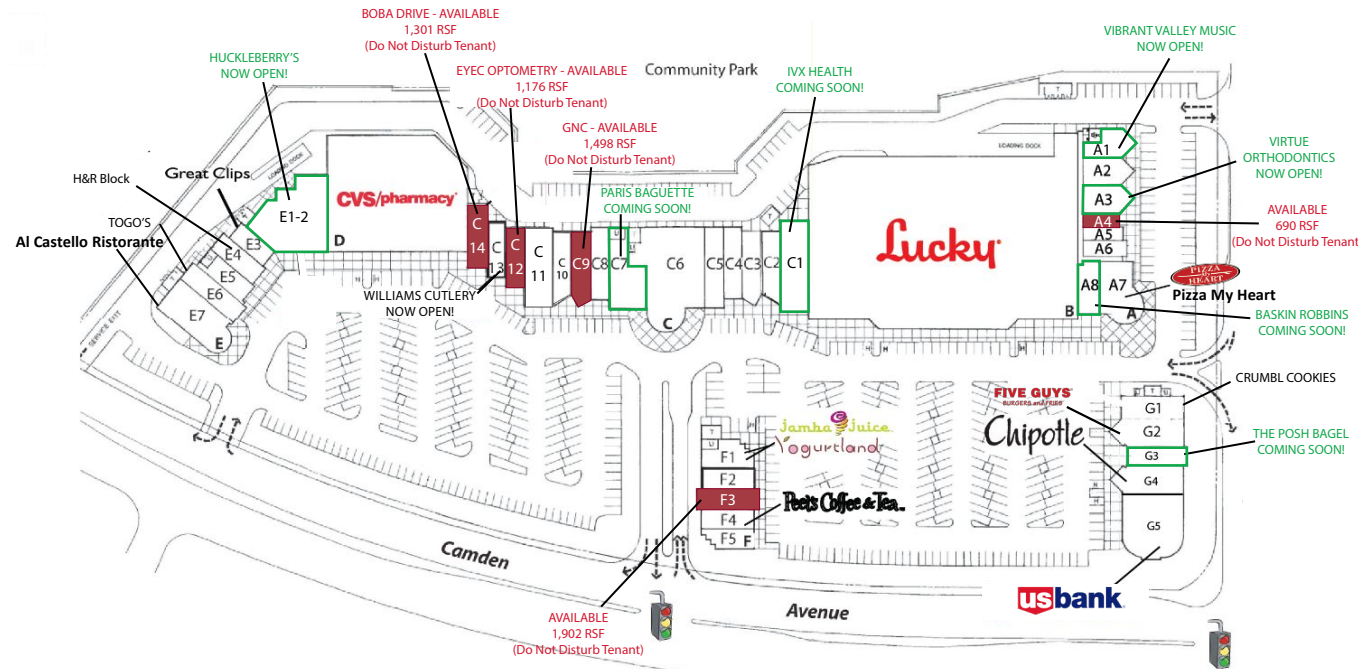 BOBA DRIVE - AVAILABLE
1,301 RSF
(Do Not Disturb Tenant)
VIBRANT VALLEY MUSIC
NOW OPEN!
HUCKLEBERRY'S
NOW OPEN!
EYEC OPTOMETRY - AVAILABLE
1,176 RSF
(Do Not Disturb Tenant)
Community Park
IVX HEALTH
COMING SOON!
GNC - AVAILABLE
1,498 RSF
(Do Not Disturb Tenant)
VIRTUE
ORTHODONTICS
NOW OPEN!
LOADING DOCK
LOADING DOCK
Great Clips
H&R Block
PARIS BAGUETTE
COMING SOON!
TOGO'S
Al Castello Ristorante
CVS/pharmacy
Lucky
AVAILABLE
690 RSF
(Do Not Disturb Tenant
A1
A2
A3
A4
A5
A6
A7
A8
A
B
E1-2
E3
E4
E5
E6
E7
E
D
C
14
C
13
C
12
C
11
C
10
C9
C8
C7
C6
C5
C4
C3
C2
C1
C
WILLIAMS CUTLERY
NOW OPEN!
PIZZA
MY
HEART
Pizza My Heart
BASKIN ROBBINS
COMING SOON!
SERVICE ENT.
CRUMBL COOKIES
FIVE GUYS
BURGERS and FRIES
Chipotle
G1
G2
G3
G4
G5
THE POSH BAGEL
COMING SOON!
Jamba Juice
Yogurtland
F1
F2
F3
F4
F5
F
Peet's Coffee & Tea
usbank
Camden
Avenue
AVAILABLE
1,902 RSF
(Do Not Disturb Tenant)